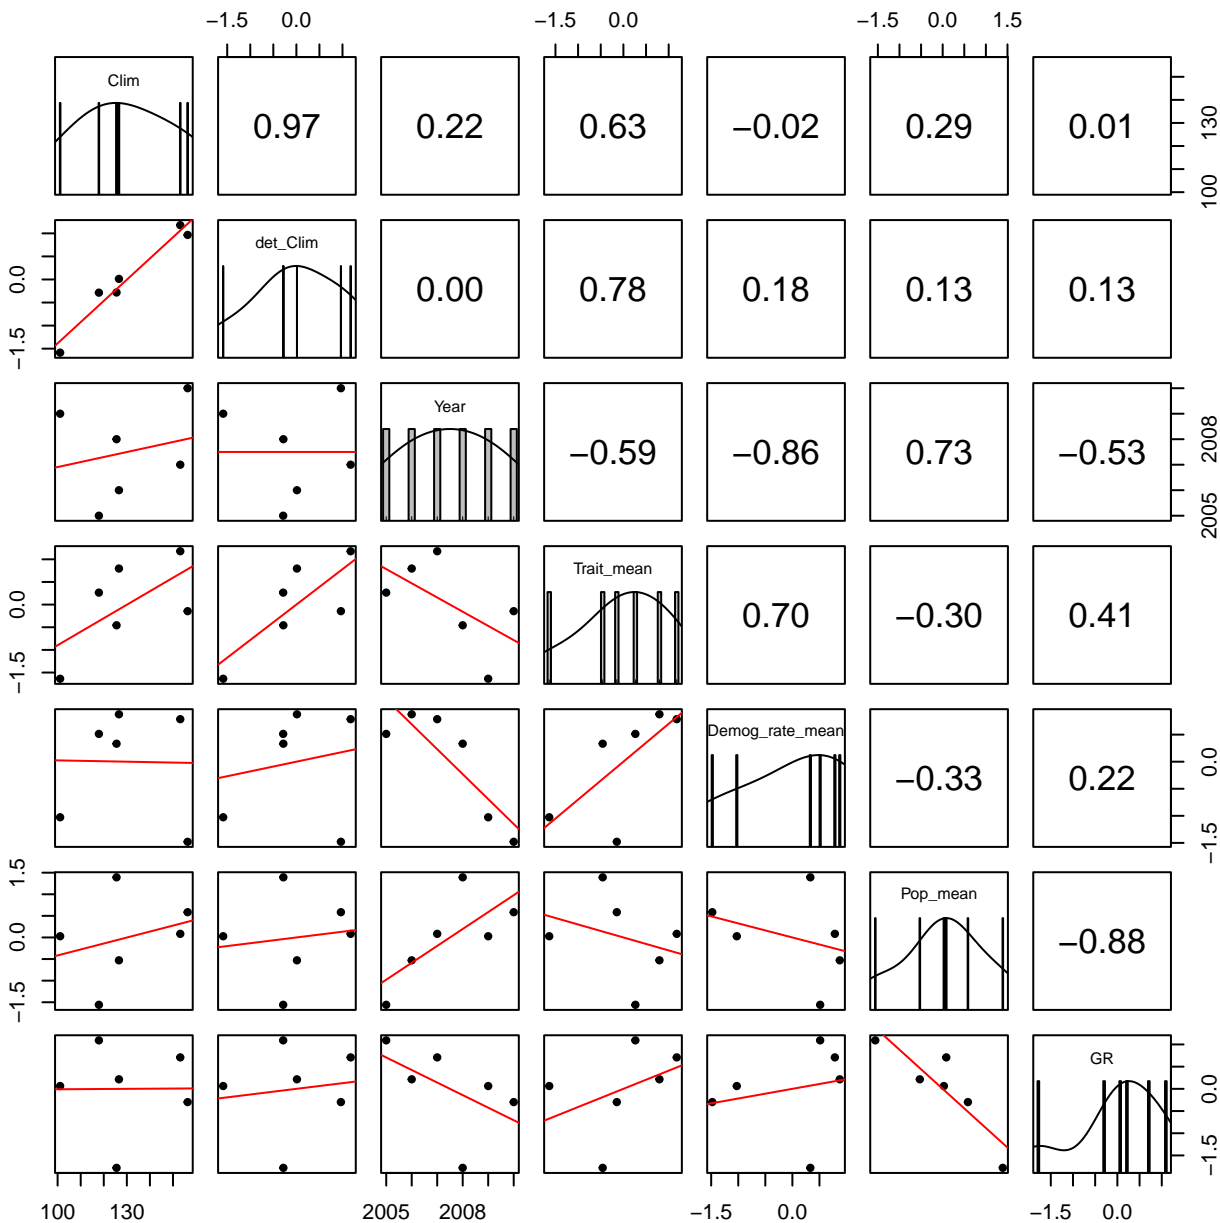 −1.5 0.0 −1.5 0.0 −1.5 0.0 1.5
Clim 0.97 0.22 0.63 −0.02 0.29 0.01 100 130
−1.5 0.0 det_Clim 0.00 0.78 0.18 0.13 0.13
Year −0.59 −0.86 0.73 −0.53 2005 2008
−1.5 0.0 Trait_mean 0.70 −0.30 0.41
Demog_rate_mean −0.33 0.22 −1.5 0.0
−1.5 0.0 1.5 Pop_mean −0.88
GR −1.5 0.0
100 130 2005 2008 −1.5 0.0 −1.5 0.0